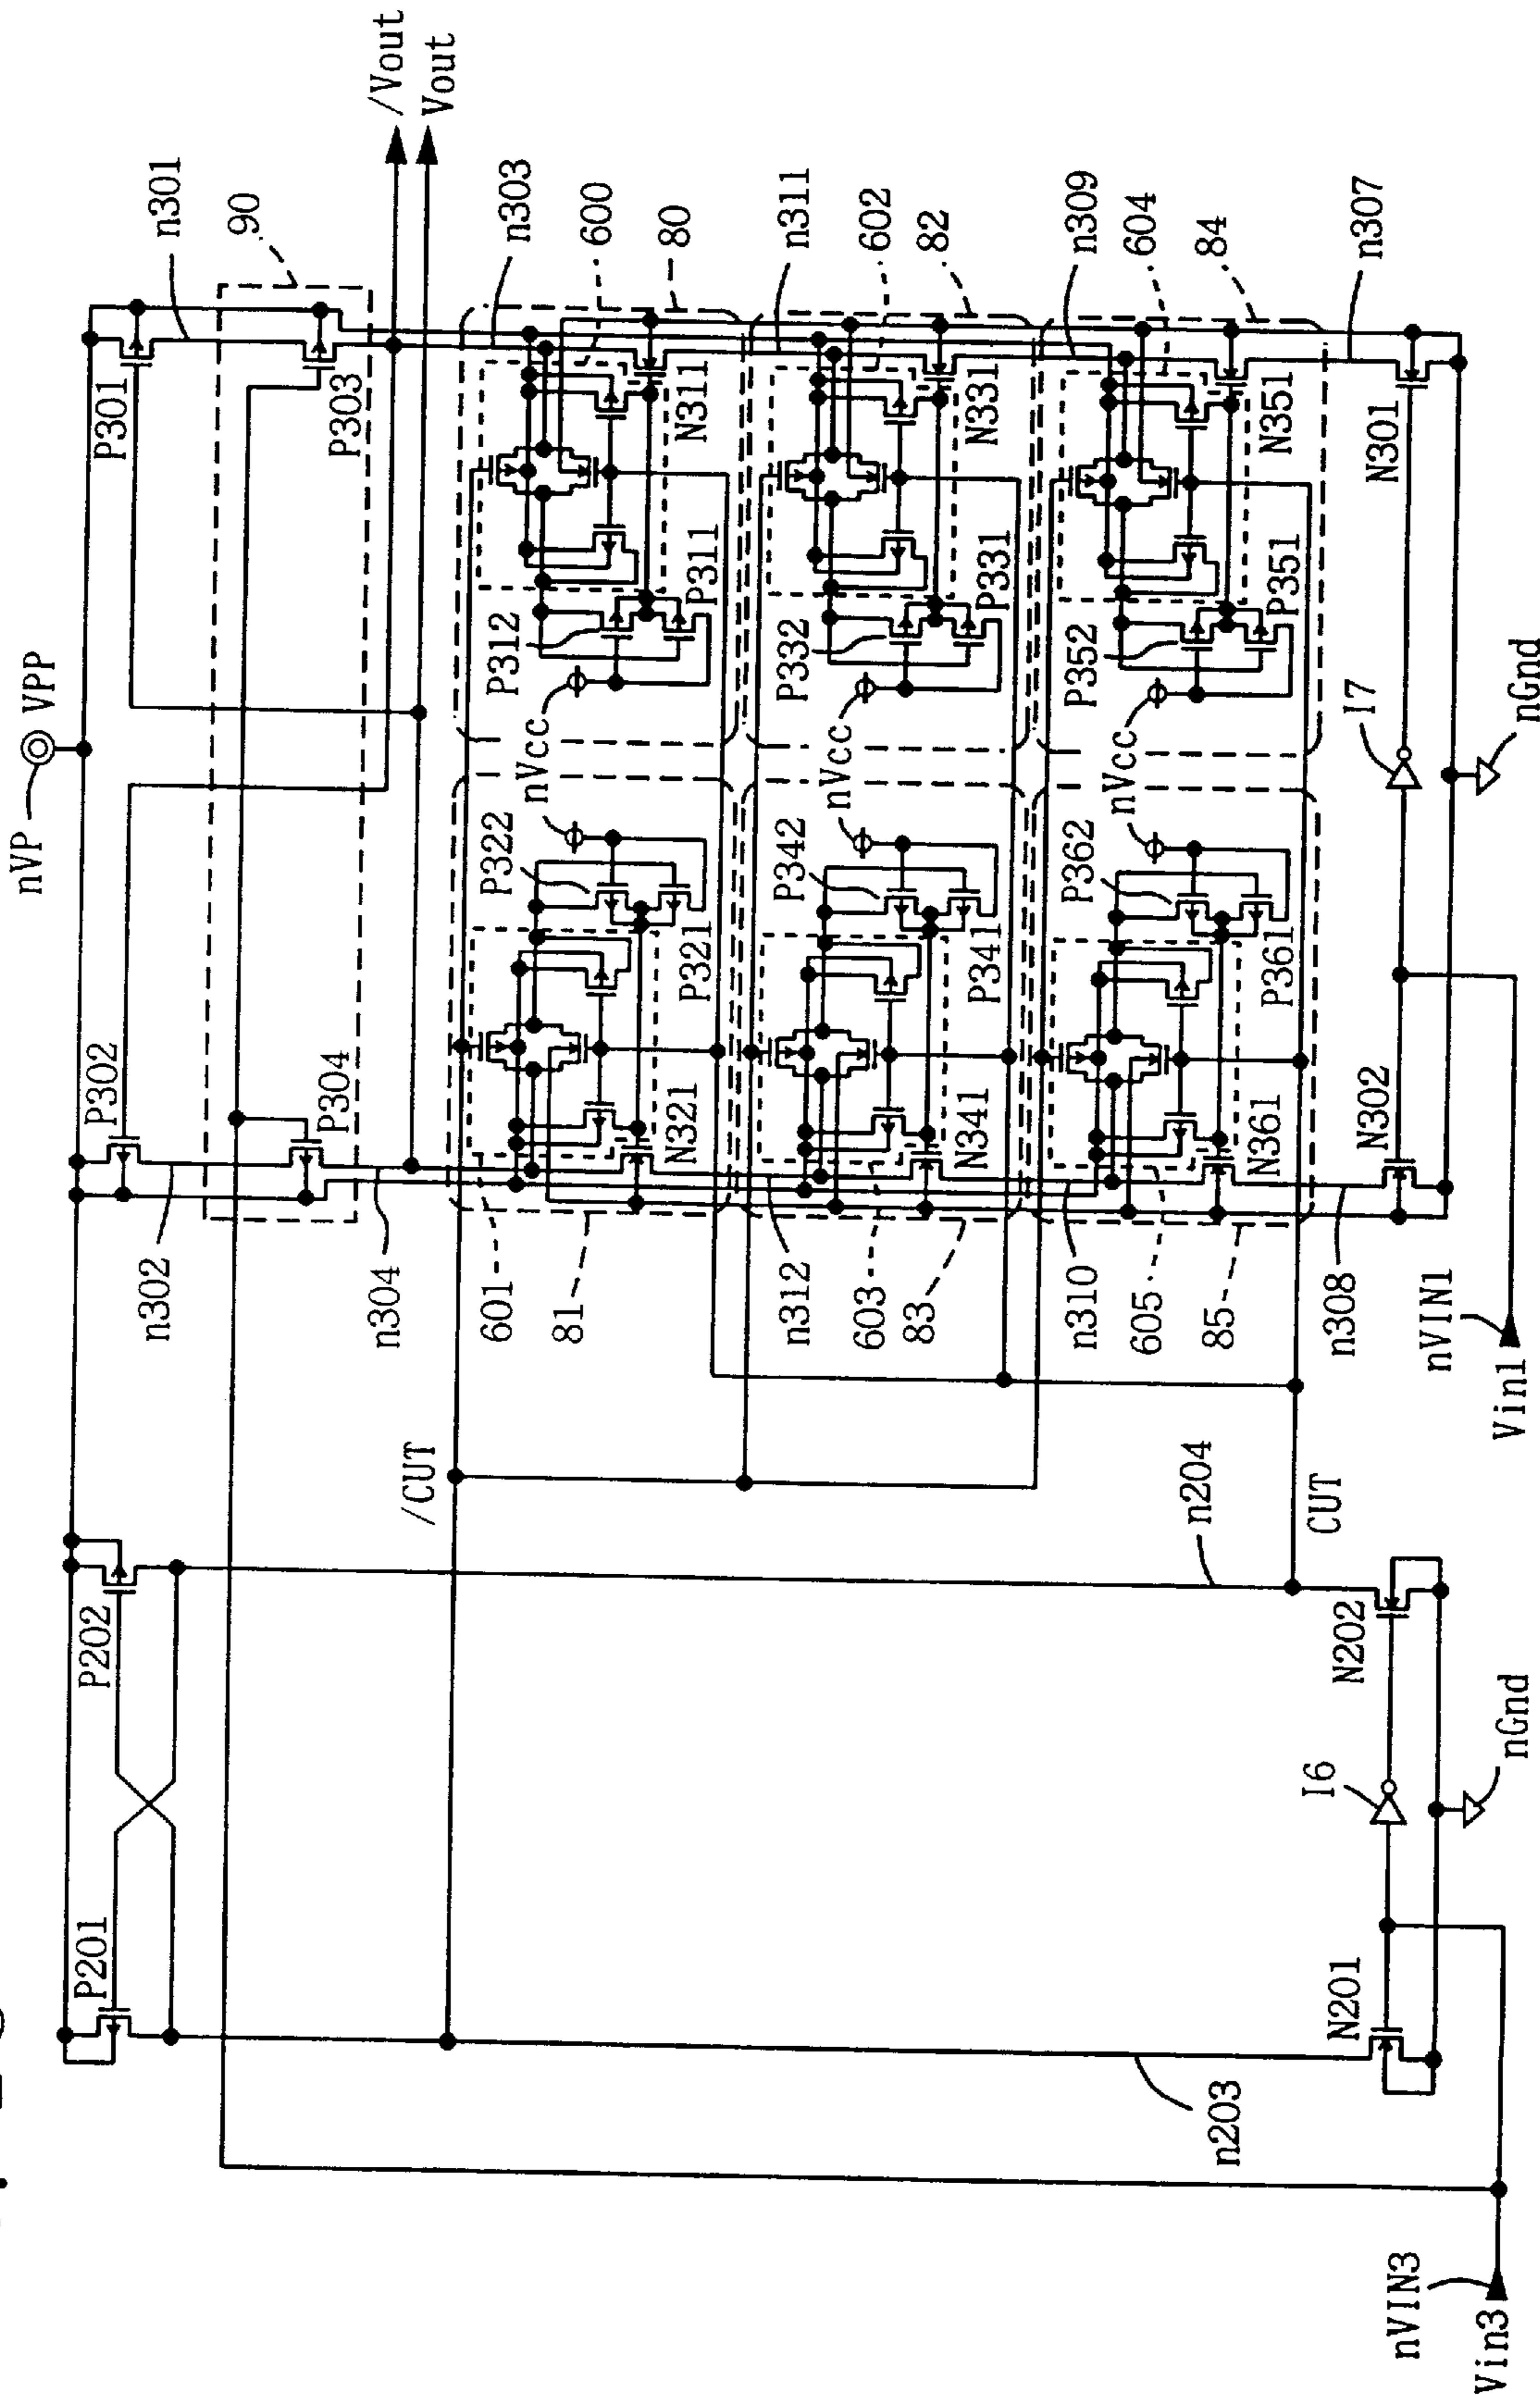 nVP
VPP
P201
P202
P302
P301
n302
n301
90
P304
P303
n304
/Vout
Vout
/CUT
n303
601
600
81
80
nVcc
nVcc
P322
P312
P321
P311
N321
N311
n312
n311
603
602
83
82
nVcc
nVcc
P342
P332
P341
P331
N341
N331
n310
n309
605
604
85
84
nVcc
nVcc
P362
P352
P361
P351
N361
N351
n308
n307
n203
n204
CUT
N201
I6
N202
nGnd
N302
I7
N301
nGnd
nVIN1
Vin1
nVIN3
Vin3